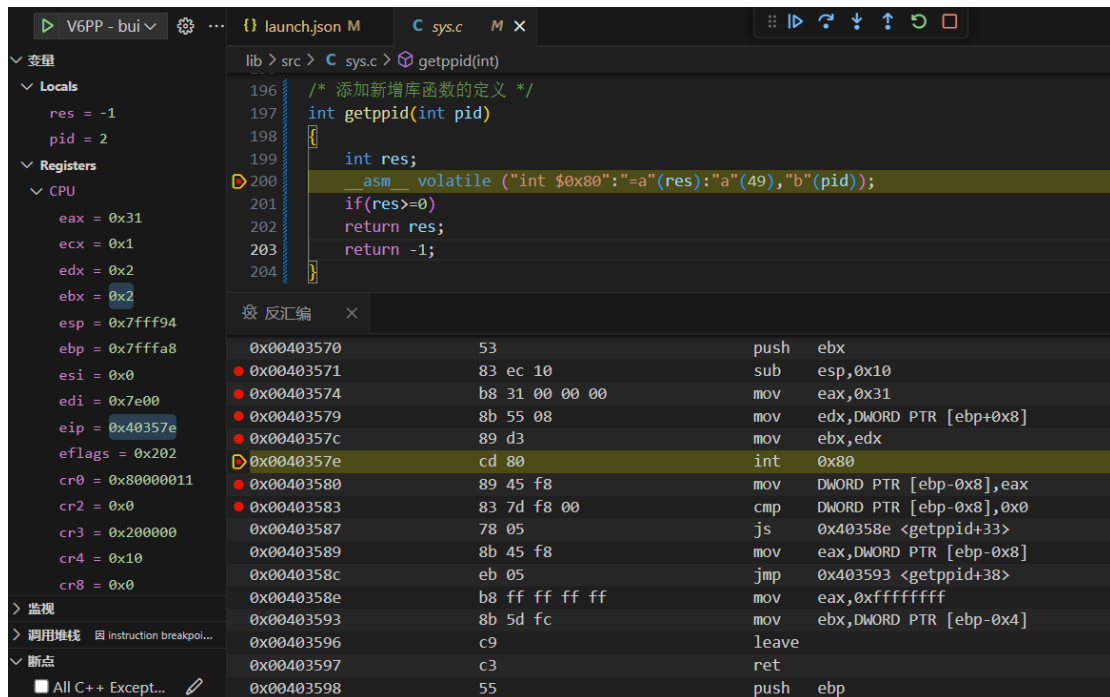 V6PP - bui
{} launch.json M
C sys.c M
变量
Locals
res = -1
pid = 2
Registers
CPU
eax = 0x31
ecx = 0x1
edx = 0x2
ebx = 0x2
esp = 0x7fff94
ebp = 0x7fffa8
esi = 0x0
edi = 0x7e00
eip = 0x40357e
eflags = 0x202
cr0 = 0x80000011
cr2 = 0x0
cr3 = 0x200000
cr4 = 0x10
cr8 = 0x0
监视
调用堆栈 因 instruction breakpoi...
断点
All C++ Except...
lib > src > C sys.c > getppid(int)
196 /* 添加新增库函数的定义 */
197 int getppid(int pid)
198 {
199 int res;
200 __asm__ volatile ("int $0x80":"=a"(res):"a"(49),"b"(pid));
201 if(res>=0)
202 return res;
203 return -1;
204 }
反汇编
0x00403570 53 push ebx
0x00403571 83 ec 10 sub esp,0x10
0x00403574 b8 31 00 00 00 mov eax,0x31
0x00403579 8b 55 08 mov edx,DWORD PTR [ebp+0x8]
0x0040357c 89 d3 mov ebx,edx
0x0040357e cd 80 int 0x80
0x00403580 89 45 f8 mov DWORD PTR [ebp-0x8],eax
0x00403583 83 7d f8 00 cmp DWORD PTR [ebp-0x8],0x0
0x00403587 78 05 js 0x40358e <getppid+33>
0x00403589 8b 45 f8 mov eax,DWORD PTR [ebp-0x8]
0x0040358c eb 05 jmp 0x403593 <getppid+38>
0x0040358e b8 ff ff ff ff mov eax,0xffffffff
0x00403593 8b 5d fc mov ebx,DWORD PTR [ebp-0x4]
0x00403596 c9 leave
0x00403597 c3 ret
0x00403598 55 push ebp